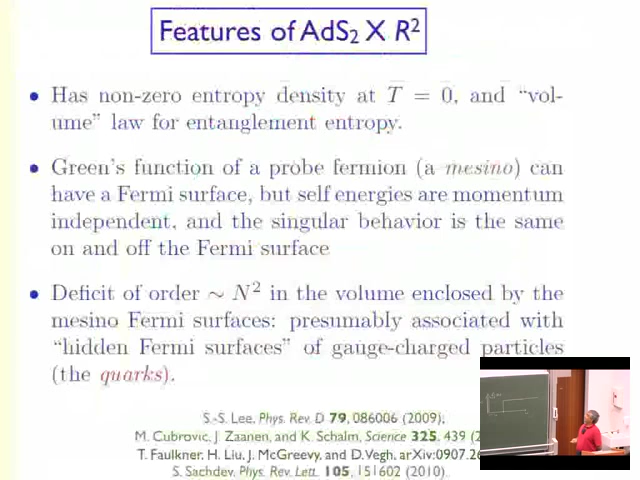 Features of AdS₂ X R²
• Has non-zero entropy density at T = 0, and “vol-
ume” law for entanglement entropy.
• Green's function of a probe fermion (a mesino) can
have a Fermi surface, but self energies are momentum
independent, and the singular behavior is the same
on and off the Fermi surface
• Deficit of order ~ N² in the volume enclosed by the
mesino Fermi surfaces: presumably associated with
“hidden Fermi surfaces” of gauge-charged particles
(the quarks).
S.-S. Lee, Phys. Rev. D 79, 086006 (2009),
M. Cubrovic, J. Zaanen, and K. Schalm, Science 325, 439 (2
T. Faulkner, H. Liu, J. McGreevy, and D. Vegh, arXiv:0907.26
S. Sachdev, Phys. Rev. Lett. 105, 151602 (2010).